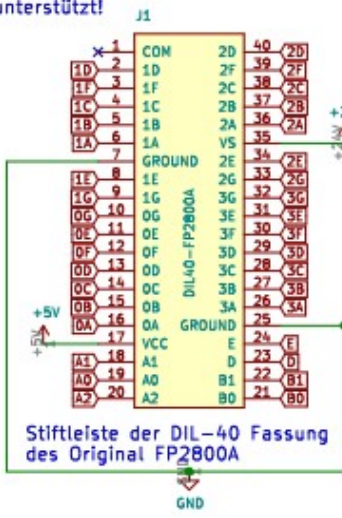 unterstützt!
J1
1 COM 2D 40 2D
1D 2 1D 2F 39 2F
1F 3 1F 2C 38 2C
1C 4 1C 2B 37 2B
1B 5 1B 2A 36 2A
1A 6 1A VS 35
7 GROUND 2E 34 2E
1E 8 1E 2G 33 2G
1G 9 1G 3G 32 3G
0G 10 0G 3E 31 3E
0E 11 0E 3F 30 3F
0F 12 0F 3D 29 3D
0D 13 0D 3C 28 3C
0C 14 0C 3B 27 3B
0B 15 0B 3A 26 3A
0A 16 0A GROUND 25
17 VCC E 24 E
A1 18 A1 D 23 D
A0 19 A0 B1 22 B1
A2 20 A2 B0 21 B0
DIL40-FP2800A
+5V
+5V
Stiftleiste der DIL-40 Fassung
des Original FP2800A
GND